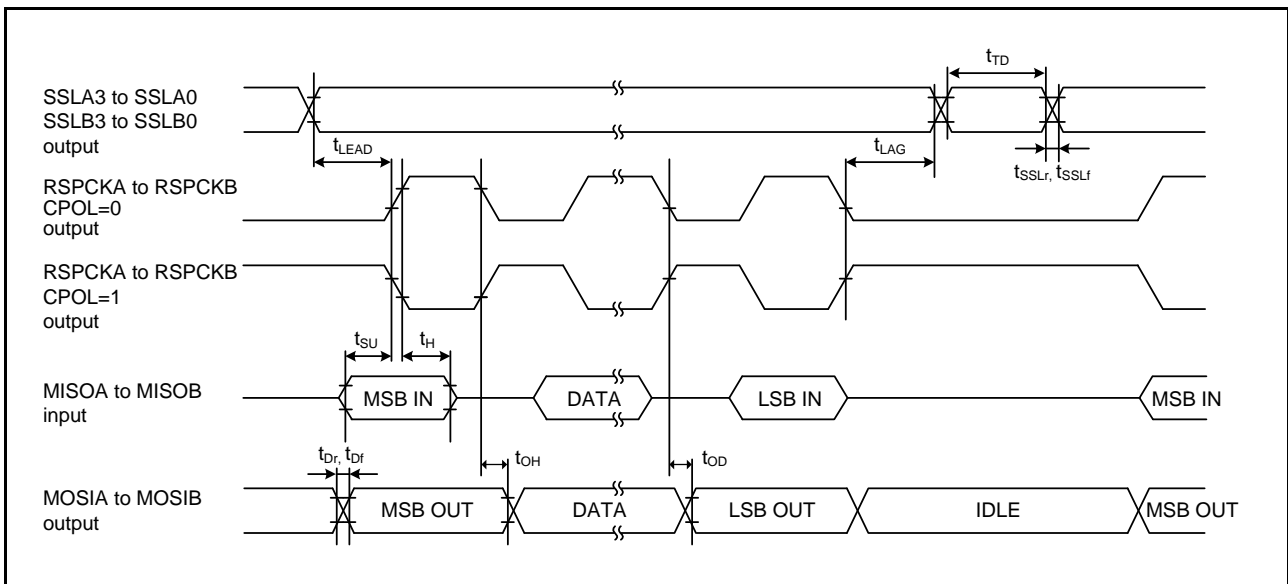 tTD
SSLA3 to SSLA0
SSLB3 to SSLB0
output
tLEAD
tLAG
tSSLr, tSSLf
RSPCKA to RSPCKB
CPOL=0
output
RSPCKA to RSPCKB
CPOL=1
output
tSU
tH
MISOA to MISOB
input
MSB IN
DATA
LSB IN
MSB IN
tDr, tDf
tOH
tOD
MOSIA to MOSIB
output
MSB OUT
DATA
LSB OUT
IDLE
MSB OUT